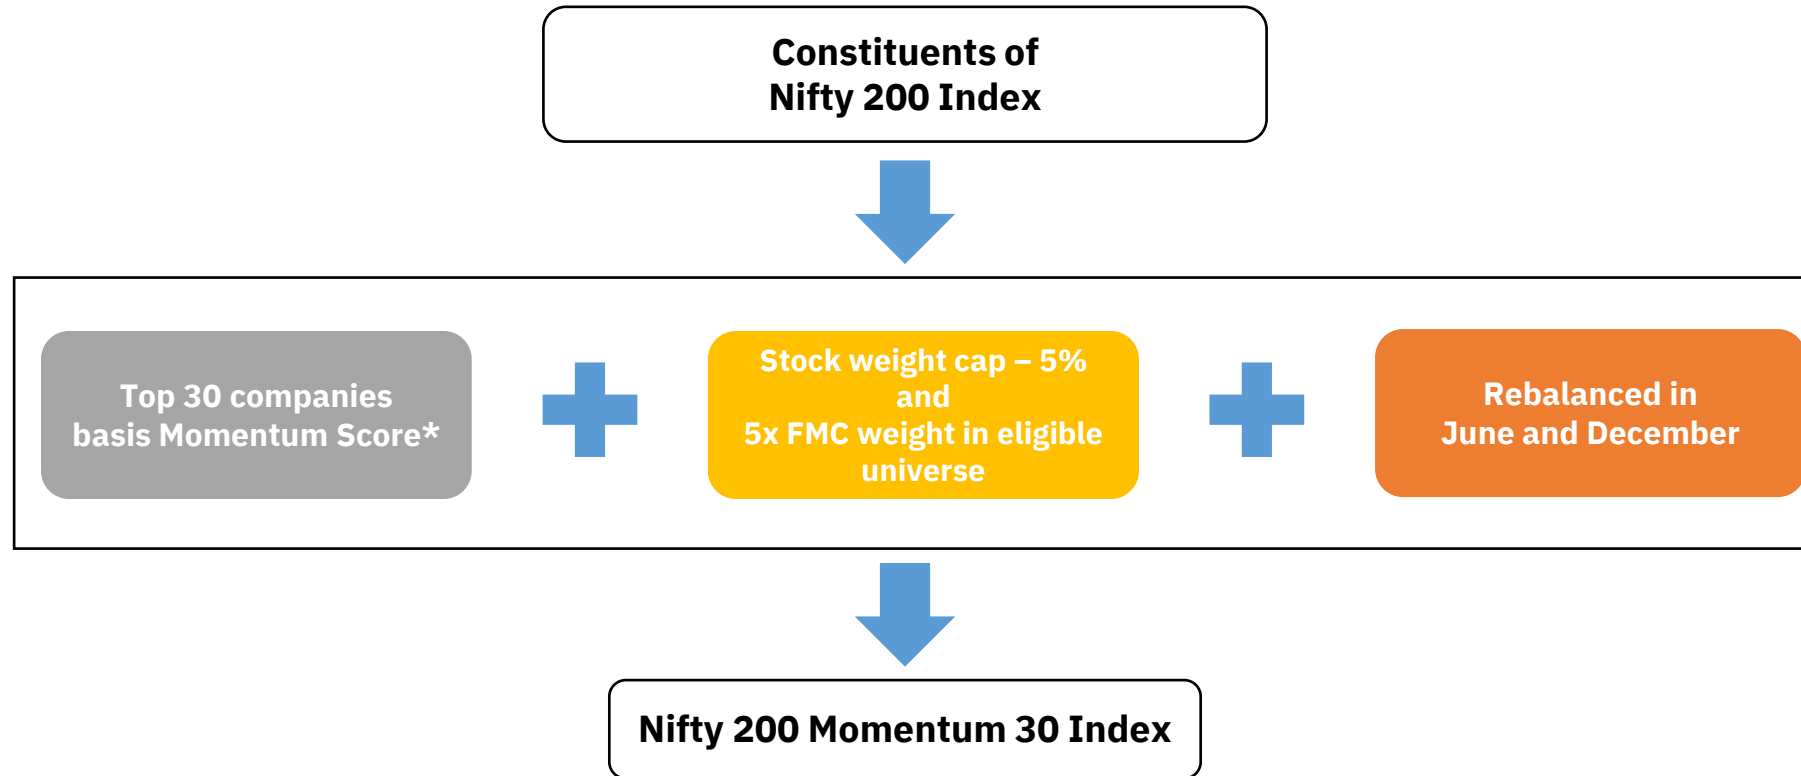 Constituents of
Nifty 200 Index
Top 30 companies
basis Momentum Score*
Stock weight cap – 5%
and
5x FMC weight in eligible
universe
Rebalanced in
June and December
Nifty 200 Momentum 30 Index